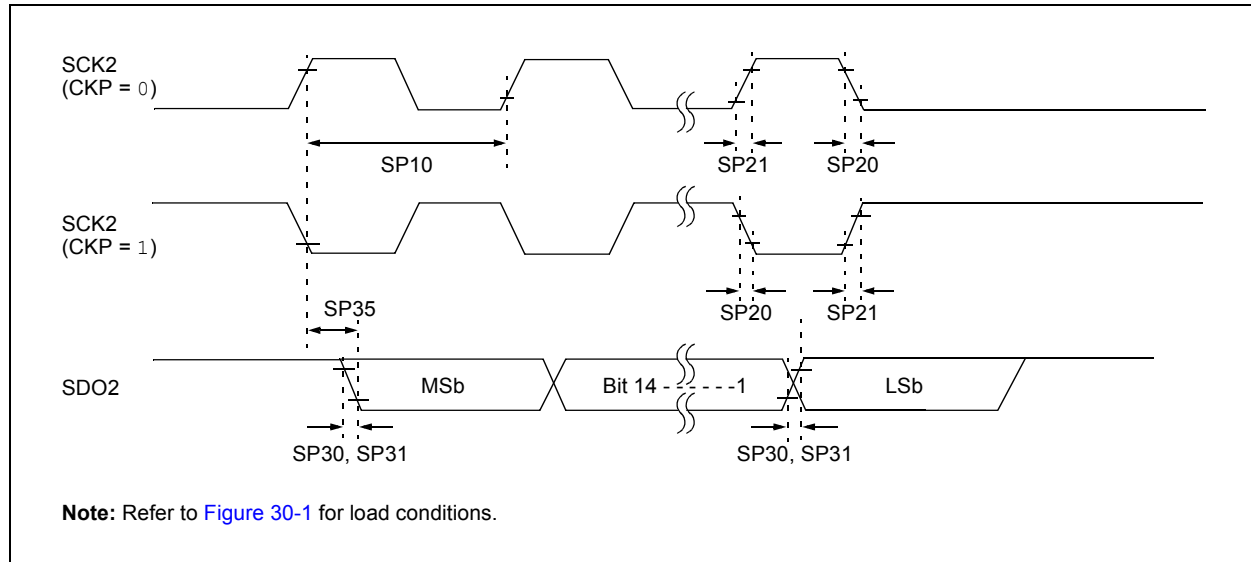 SCK2
(CKP = 0)
SP10
SP21
SP20
SCK2
(CKP = 1)
SP35
SP20
SP21
SDO2
MSb
Bit 14 - - - - - - -1
LSb
SP30, SP31
SP30, SP31
Note: Refer to Figure 30-1 for load conditions.